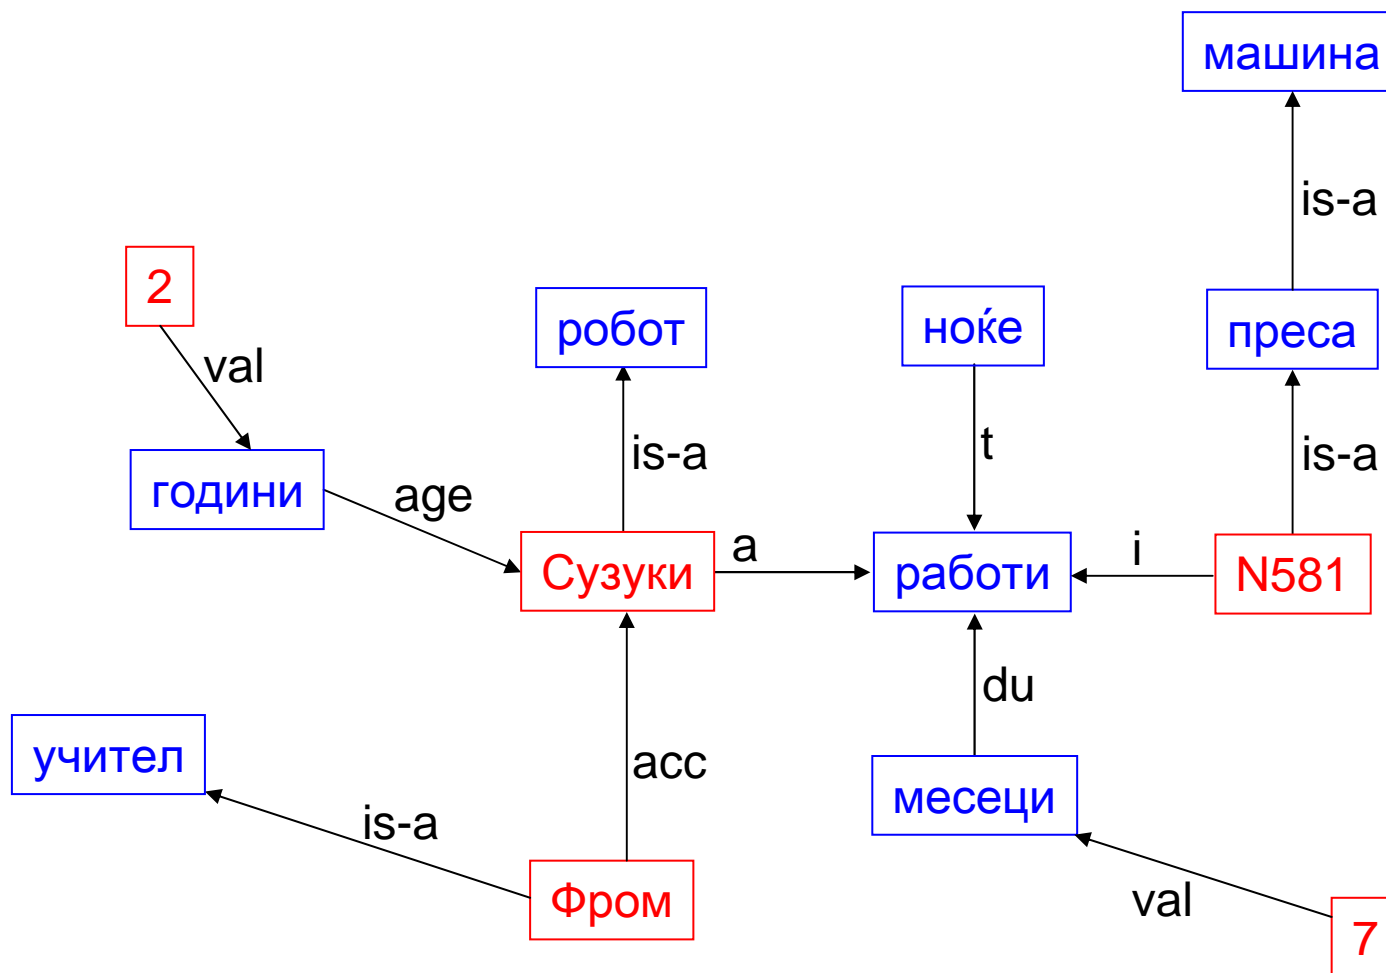 машина
is-a
2
робот
ноќе
преса
val
години
age
is-a
t
is-a
Сузуки
a
работи
i
N581
учител
acc
du
месеци
is-a
Фром
val
7